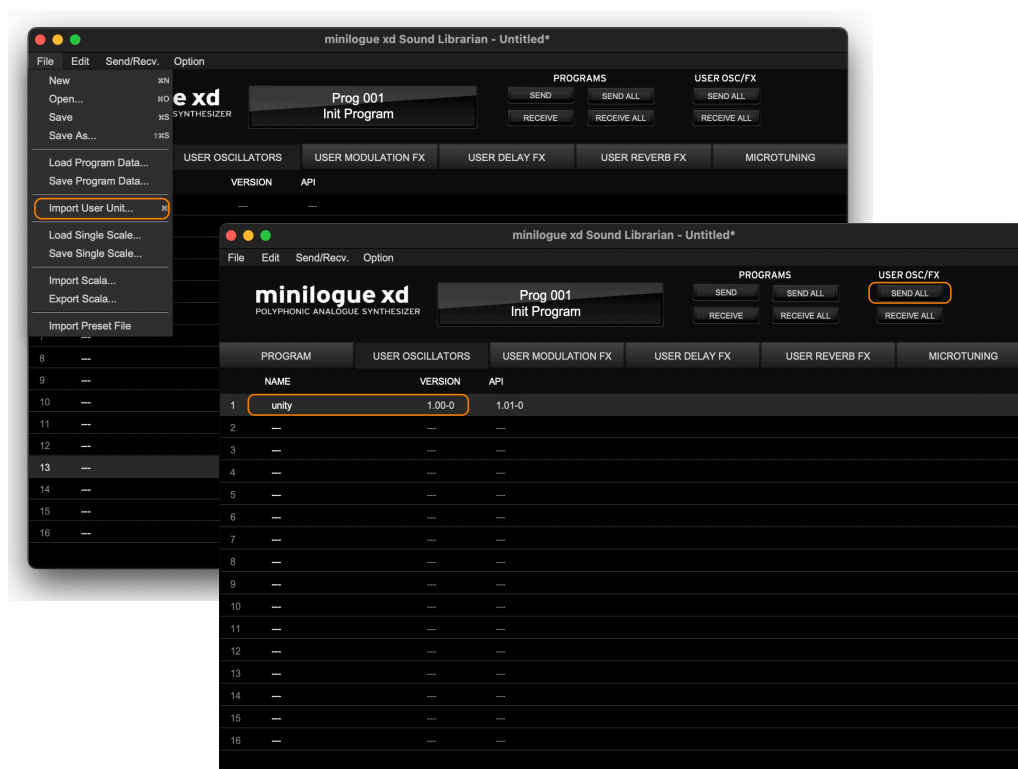 minilogue xd Sound Librarian - Untitled*
File Edit Send/Recv. Option
New ⌘N
Open... ⌘O
Save ⌘S
Save As... ⇧⌘S
Load Program Data...
Save Program Data...
Import User Unit... ⌘
Load Single Scale...
Save Single Scale...
Import Scala...
Export Scala...
Import Preset File
e xd
SYNTHESIZER
Prog 001
Init Program
PROGRAMS
SEND SEND ALL
RECEIVE RECEIVE ALL
USER OSC/FX
SEND ALL
RECEIVE ALL
USER OSCILLATORS USER MODULATION FX USER DELAY FX USER REVERB FX MICROTUNING
VERSION API
--- ---
7 ---
8 ---
9 ---
10 ---
11 ---
12 ---
13 ---
14 ---
15 ---
16 ---
minilogue xd Sound Librarian - Untitled*
File Edit Send/Recv. Option
minilogue xd
POLYPHONIC ANALOGUE SYNTHESIZER
Prog 001
Init Program
PROGRAMS
SEND SEND ALL
RECEIVE RECEIVE ALL
USER OSC/FX
SEND ALL
RECEIVE ALL
PROGRAM USER OSCILLATORS USER MODULATION FX USER DELAY FX USER REVERB FX MICROTUNING
NAME VERSION API
1 unity 1.00-0 1.01-0
2 --- --- ---
3 --- --- ---
4 --- --- ---
5 --- --- ---
6 --- --- ---
7 --- --- ---
8 --- --- ---
9 --- --- ---
10 --- --- ---
11 --- --- ---
12 --- --- ---
13 --- --- ---
14 --- --- ---
15 --- --- ---
16 --- --- ---